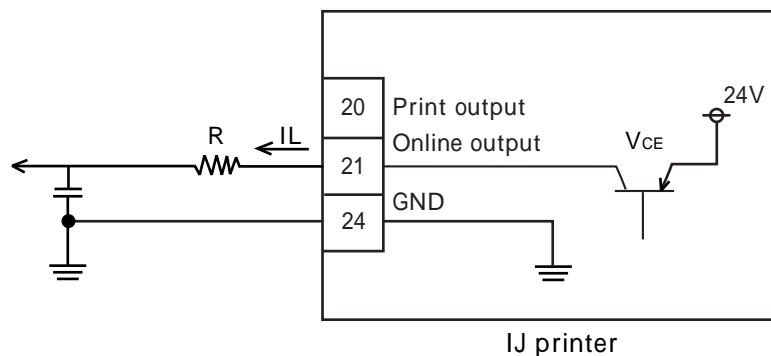 24V
20 Print output
R IL Online output VCE
21
GND
24
IJ printer